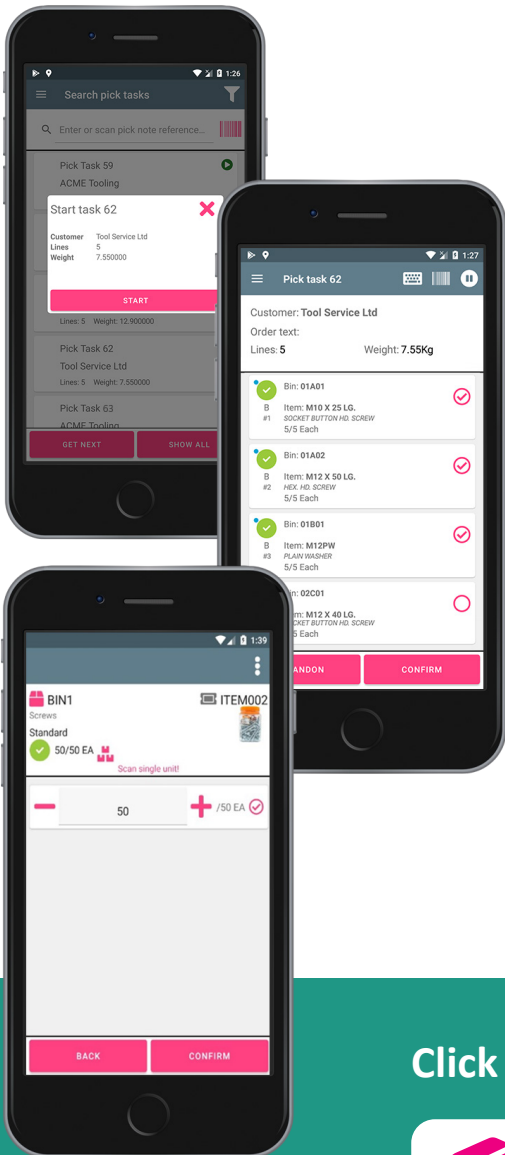 1:26
Search pick tasks
Enter or scan pick note reference...
Pick Task 59
ACME Tooling
Start task 62
Customer Tool Service Ltd
Lines 5
Weight 7.550000
START
Lines: 5 Weight: 12.900000
Pick Task 62
Tool Service Ltd
Lines: 5 Weight: 7.550000
Pick Task 63
ACME Tooling
GET NEXT SHOW ALL
1:27
Pick task 62
Customer: Tool Service Ltd
Order text:
Lines: 5 Weight: 7.55Kg
Bin: 01A01
B Item: M10 X 25 LG.
#1 SOCKET BUTTON HD. SCREW
5/5 Each
Bin: 01A02
B Item: M12 X 50 LG.
#2 HEX. HD. SCREW
5/5 Each
Bin: 01B01
B Item: M12PW
#3 PLAIN WASHER
5/5 Each
in: 02C01
m: M12 X 40 LG.
CKET BUTTON HD. SCREW
5 Each
ANDON CONFIRM
1:39
BIN1 ITEM002
Screws
Standard
50/50 EA
Scan single unit!
50 /50 EA
BACK CONFIRM
Click